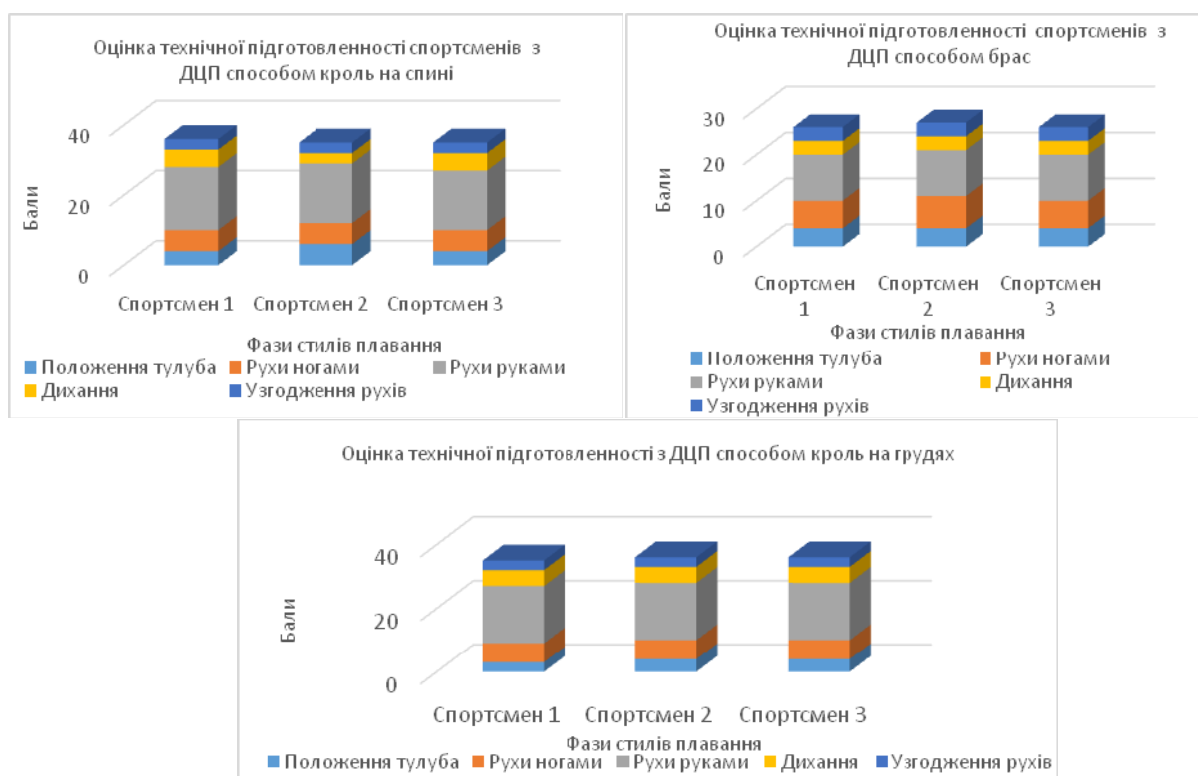 Оцінка технічної підготовленності спортсменів з
ДЦП способом кроль на спині
40
20
0
Бали
Спортсмен 1 Спортсмен 2 Спортсмен 3
Фази стилів плавання
Положення тулуба Рухи ногами Рухи руками
Дихання Узгодження рухів
Оцінка технічної підготовленності спортсменів з
ДЦП способом брас
30
20
10
0
Бали
Спортсмен Спортсмен Спортсмен
1 2 3
Фази стилів плавання
Положення тулуба Рухи ногами
Рухи руками Дихання
Узгодження рухів
Оцінка технічної підготовленності з ДЦП способом кроль на грудях
40
20
0
Бали
Спортсмен 1 Спортсмен 2 Спортсмен 3
Фази стилів плавання
Положення тулуба Рухи ногами Рухи руками Дихання Узгодження рухів